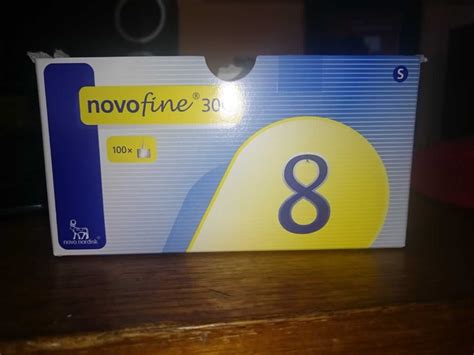 novofine® 30G
S
100×
8
novo nordisk